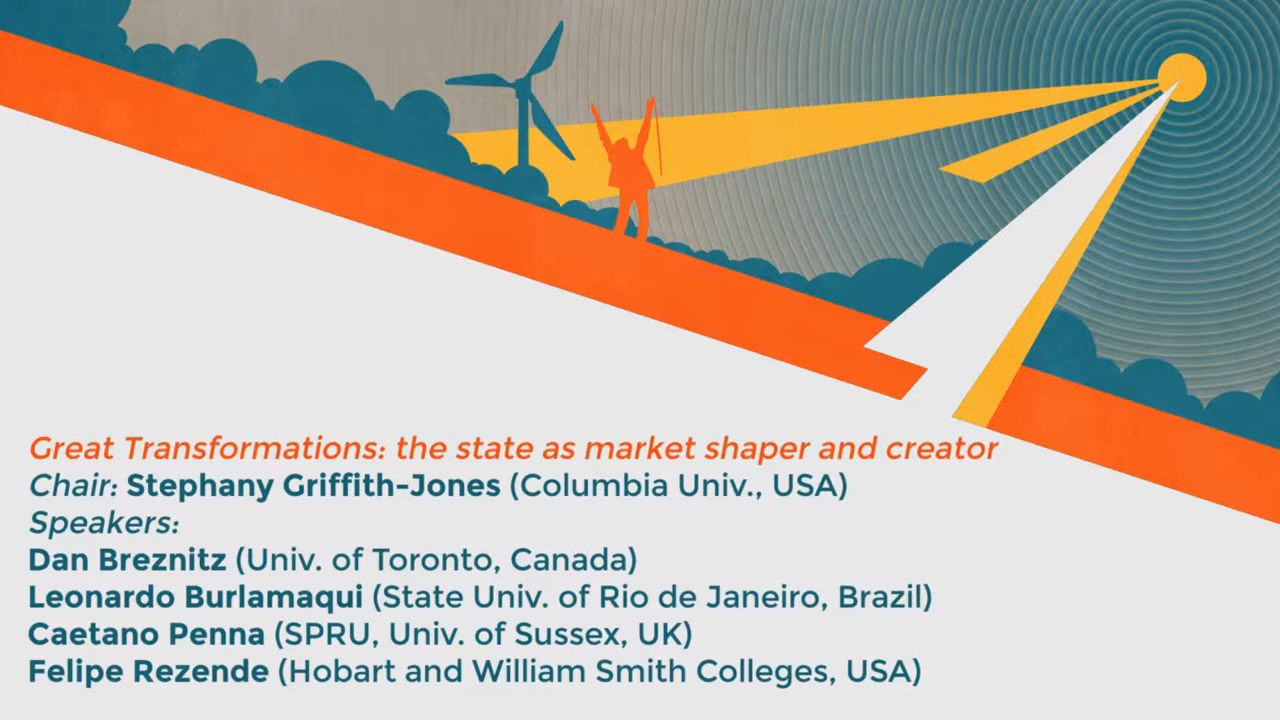 Great Transformations: the state as market shaper and creator
Chair: Stephany Griffith-Jones (Columbia Univ., USA)
Speakers:
Dan Breznitz (Univ. of Toronto, Canada)
Leonardo Burlamaqui (State Univ. of Rio de Janeiro, Brazil)
Caetano Penna (SPRU, Univ. of Sussex, UK)
Felipe Rezende (Hobart and William Smith Colleges, USA)